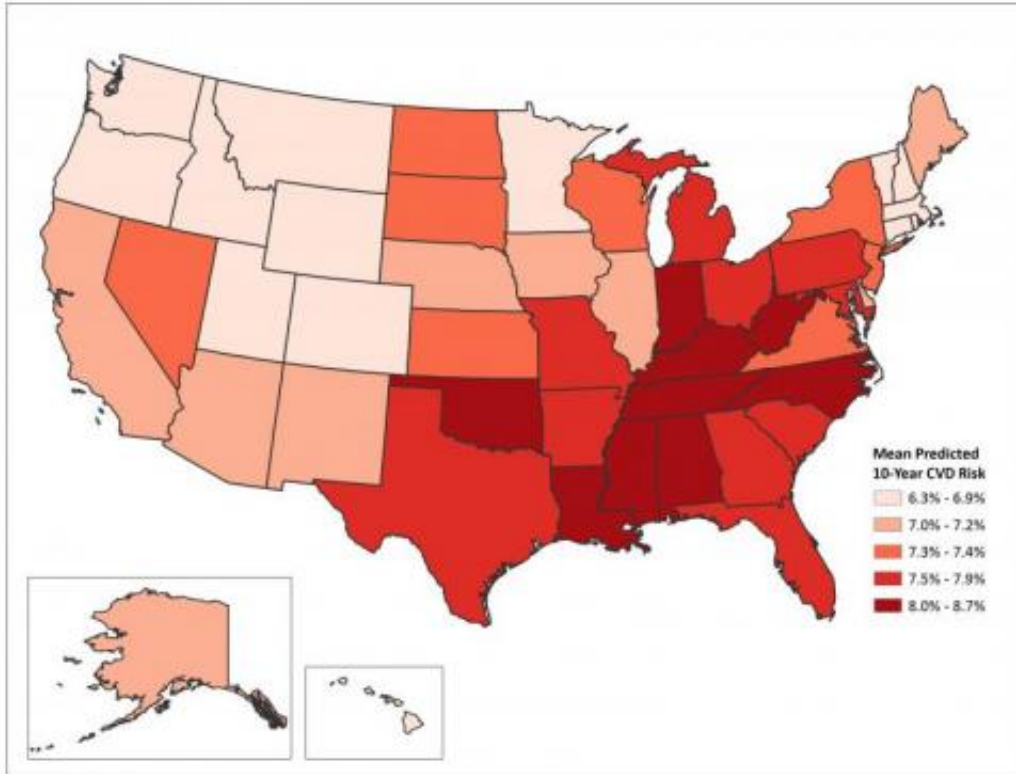 Mean Predicted
10-Year CVD Risk
6.3% - 6.9%
7.0% - 7.2%
7.3% - 7.4%
7.5% - 7.9%
8.0% - 8.7%